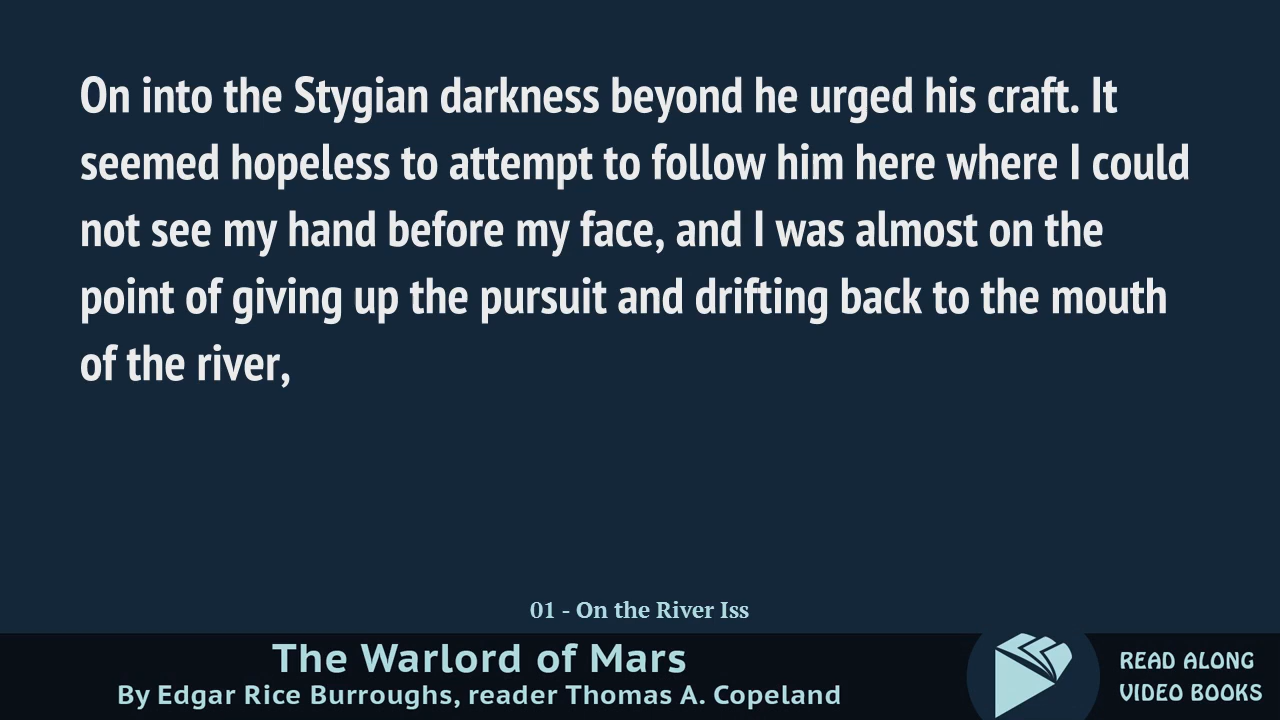 On into the Stygian darkness beyond he urged his craft. It
seemed hopeless to attempt to follow him here where I could
not see my hand before my face, and I was almost on the
point of giving up the pursuit and drifting back to the mouth
of the river,
01 - On the River Iss
The Warlord of Mars
By Edgar Rice Burroughs, reader Thomas A. Copeland
READ ALONG
VIDEO BOOKS